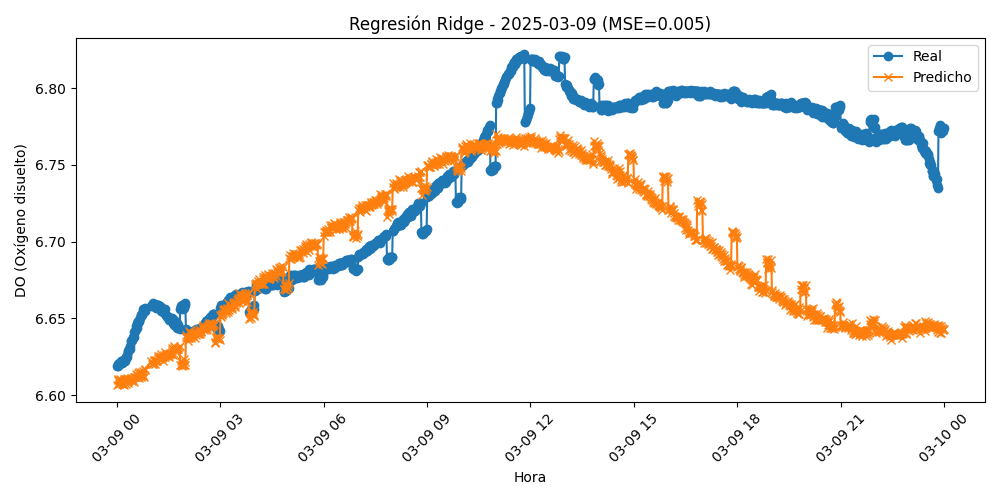 Regresión Ridge - 2025-03-09 (MSE=0.005)
Real
Predicho
DO (Oxígeno disuelto)
6.80
6.75
6.70
6.65
6.60
03-09 00
03-09 03
03-09 06
03-09 09
03-09 12
03-09 15
03-09 18
03-09 21
03-10 00
Hora